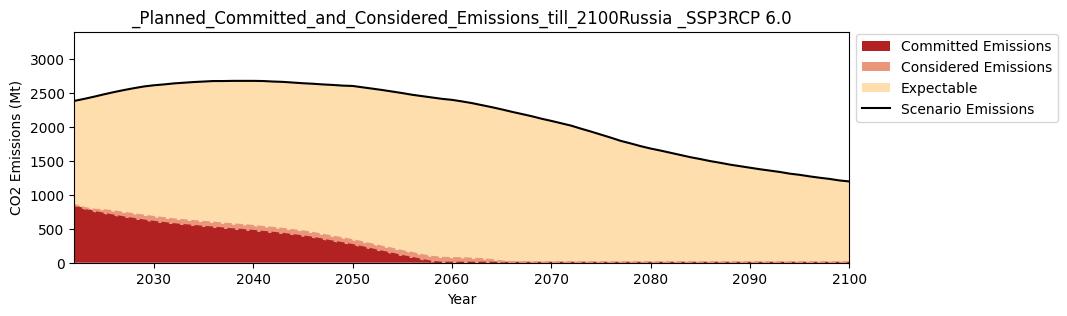 _Planned_Committed_and_Considered_Emissions_till_2100Russia _SSP3RCP 6.0
CO2 Emissions (Mt)
3000
2500
2000
1500
1000
500
0
2030 2040 2050 2060 2070 2080 2090 2100
Year
Committed Emissions
Considered Emissions
Expectable
Scenario Emissions